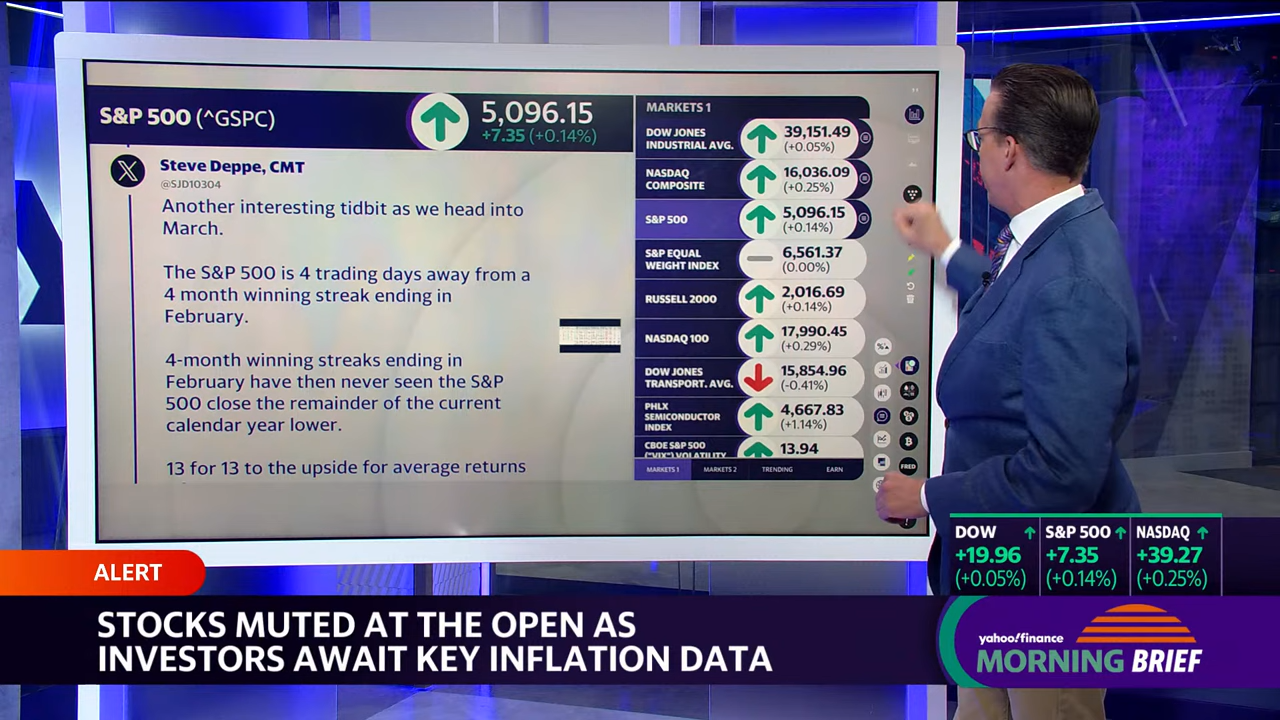 S&P 500 (^GSPC)
5,096.15
+7.35 (+0.14%)
Steve Deppe, CMT
@SJD10304
Another interesting tidbit as we head into
March.
The S&P 500 is 4 trading days away from a
4 month winning streak ending in
February.
4-month winning streaks ending in
February have then never seen the S&P
500 close the remainder of the current
calendar year lower.
13 for 13 to the upside for average returns
MARKETS 1
DOW JONES
INDUSTRIAL AVG.
39,151.49
(+0.05%)
NASDAQ
COMPOSITE
16,036.09
(+0.25%)
S&P 500
5,096.15
(+0.14%)
S&P EQUAL
WEIGHT INDEX
6,561.37
(0.00%)
RUSSELL 2000
2,016.69
(+0.14%)
NASDAQ 100
17,990.45
(+0.29%)
DOW JONES
TRANSPORT. AVG.
15,854.96
(-0.41%)
PHLX
SEMICONDUCTOR
INDEX
4,667.83
(+1.14%)
CBOE S&P 500
("VIX") VOLATILITY
13.94
MARKETS 1
MARKETS 2
TRENDING
EARN
FRED
DOW
+19.96
(+0.05%)
S&P 500
+7.35
(+0.14%)
NASDAQ
+39.27
(+0.25%)
ALERT
STOCKS MUTED AT THE OPEN AS
INVESTORS AWAIT KEY INFLATION DATA
yahoo!finance
MORNING BRIEF